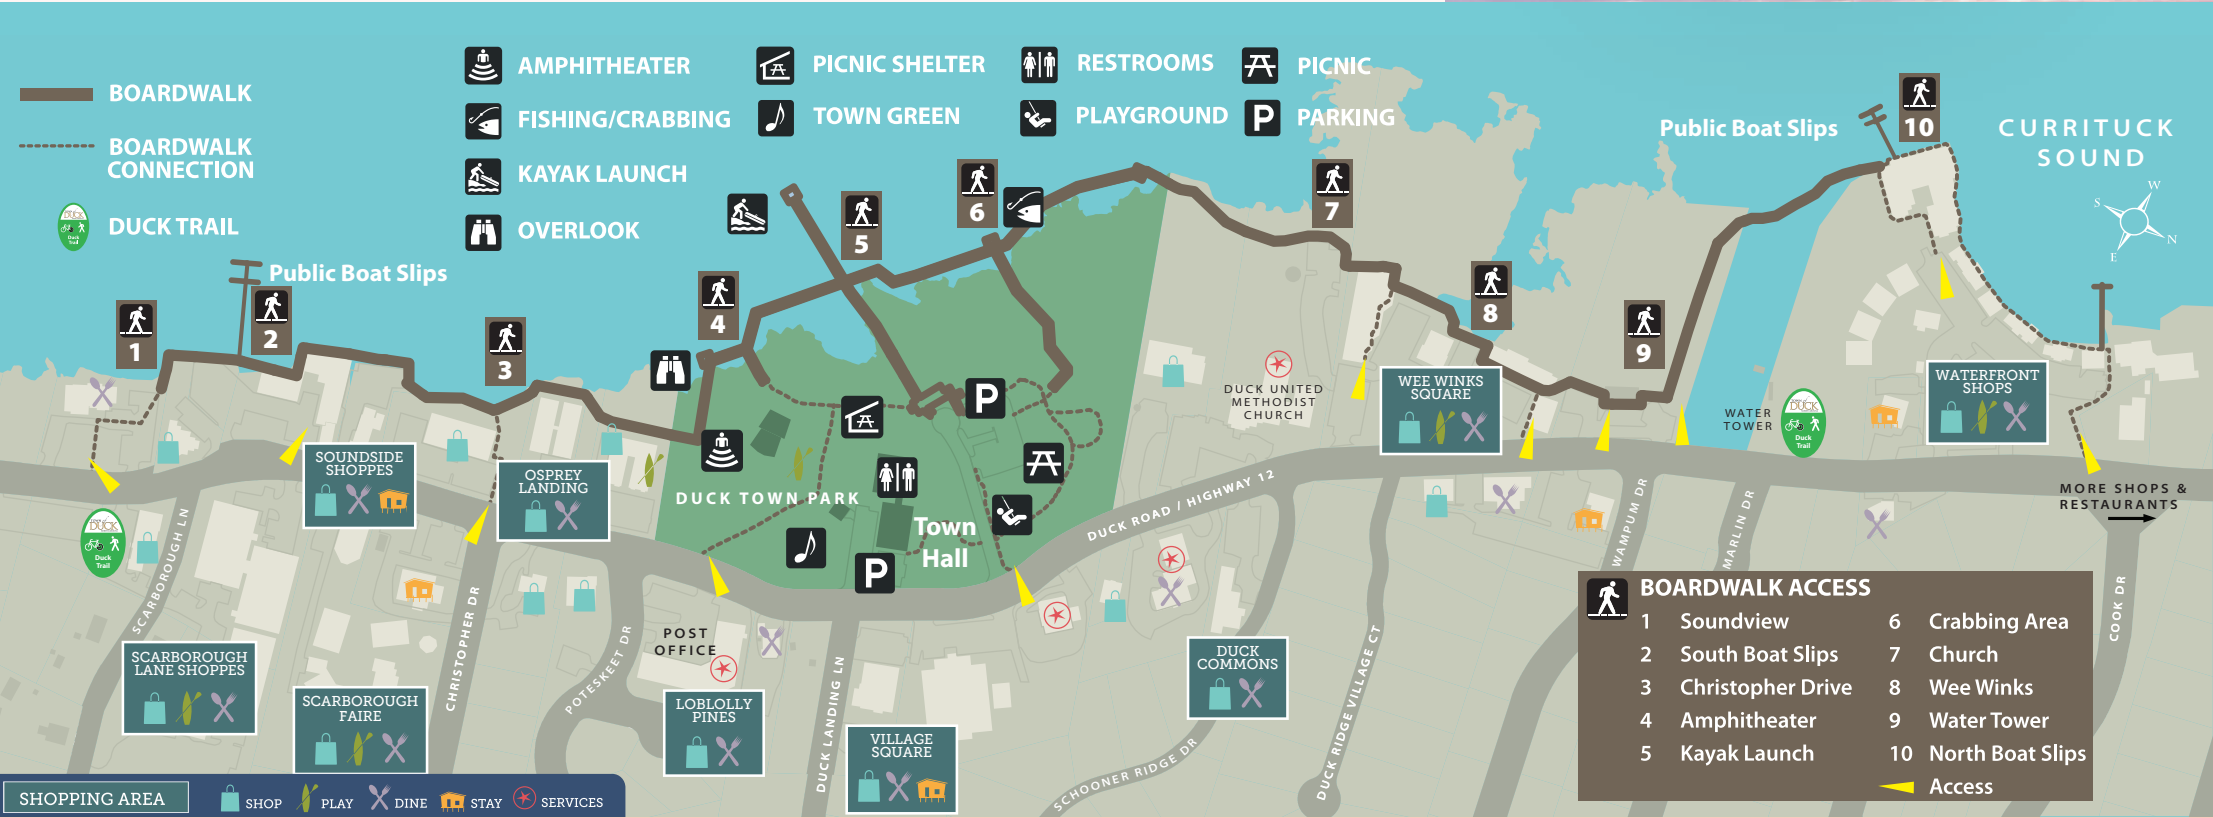 BOARDWALK
BOARDWALK
CONNECTION
DUCK TRAIL
AMPHITHEATER
FISHING/CRABBING
KAYAK LAUNCH
OVERLOOK
PICNIC SHELTER
TOWN GREEN
RESTROOMS
PLAYGROUND
PICNIC
P
PARKING
Public Boat Slips
Public Boat Slips
CURRITUCK
SOUND
W
S
N
E
1
2
3
4
5
6
7
8
9
10
SOUNDSIDE
SHOPPES
OSPREY
LANDING
DUCK TOWN PARK
Town
Hall
P
P
DUCK UNITED
METHODIST
CHURCH
WEE WINKS
SQUARE
WATER
TOWER
DUCK
Duck
Trail
WATERFRONT
SHOPS
MORE SHOPS &
RESTAURANTS
DUCK
Duck
Trail
DUCK ROAD / HIGHWAY 12
SCARBOROUGH LN
CHRISTOPHER DR
POTESKEET DR
DUCK LANDING LN
SCHOONER RIDGE DR
DUCK RIDGE VILLAGE CT
WAMPUM DR
MARLIN DR
COOK DR
POST
OFFICE
SCARBOROUGH
LANE SHOPPES
SCARBOROUGH
FAIRE
LOBLOLLY
PINES
VILLAGE
SQUARE
DUCK
COMMONS
BOARDWALK ACCESS
1 Soundview
2 South Boat Slips
3 Christopher Drive
4 Amphitheater
5 Kayak Launch
6 Crabbing Area
7 Church
8 Wee Winks
9 Water Tower
10 North Boat Slips
Access
SHOPPING AREA
SHOP
PLAY
DINE
STAY
SERVICES